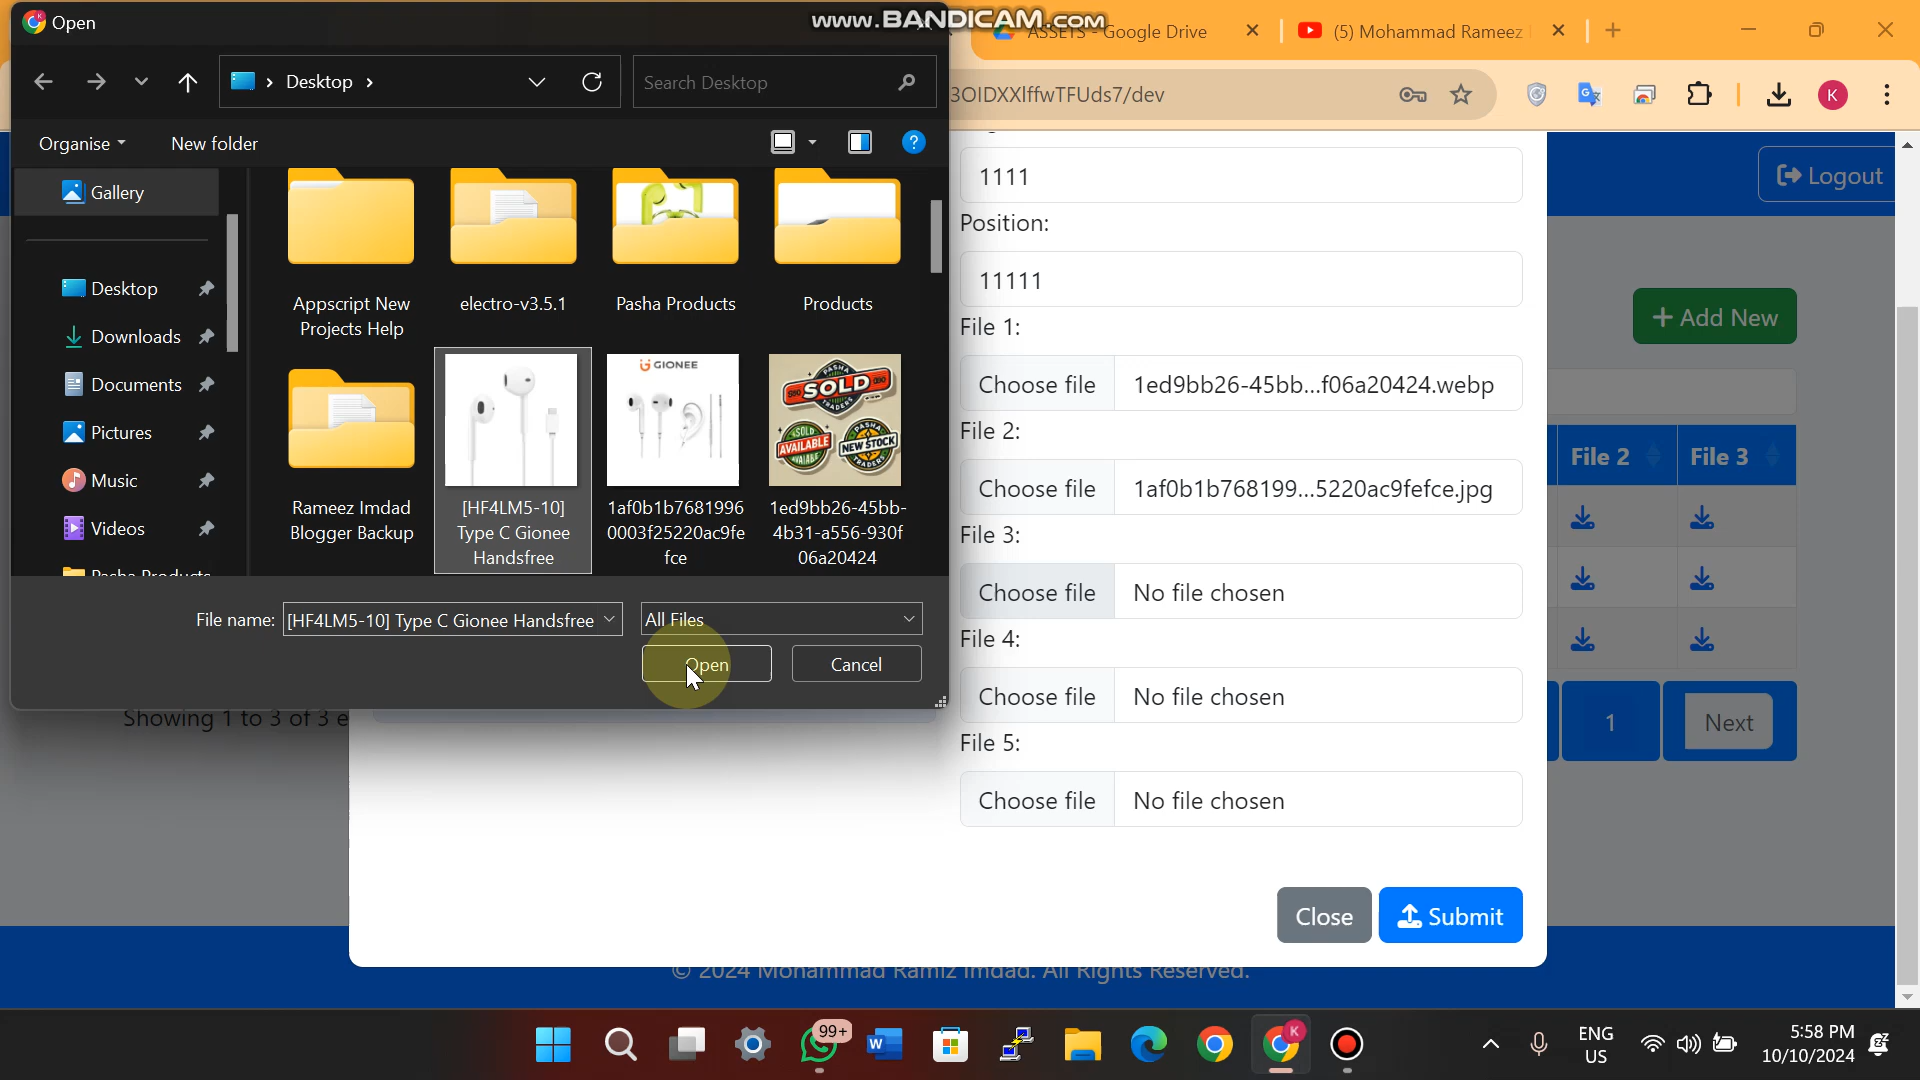 Open
www.BANDICAM.COM
ASSETS - Google Drive
(5) Mohammad Rameez
Desktop
Search Desktop
3OIDXXIffwTFUds7/dev
K
Organise
New folder
Gallery
Desktop
Downloads
Documents
Pictures
Music
Videos
Appscript New
Projects Help
electro-v3.5.1
Pasha Products
Products
Rameez Imdad
Blogger Backup
[HF4LM5-10]
Type C Gionee
Handsfree
GIONEE
1af0b1b7681996
0003f25220ac9fe
fce
SOLD
AVAILABLE
NEW STOCK
1ed9bb26-45bb-
4b31-a556-930f
06a20424
File name:
[HF4LM5-10] Type C Gionee Handsfree
All Files
Open
Cancel
1111
Position:
11111
File 1:
Choose file
1ed9bb26-45bb...f06a20424.webp
File 2:
Choose file
1af0b1b768199...5220ac9fefce.jpg
File 3:
Choose file
No file chosen
File 4:
Choose file
No file chosen
File 5:
Choose file
No file chosen
Close
Submit
Logout
+ Add New
File 2
File 3
Showing 1 to 3 of 3 e
1
Next
© 2024 Mohammad Ramiz Imdad. All Rights Reserved.
99+
W
K
ENG
US
5:58 PM
10/10/2024